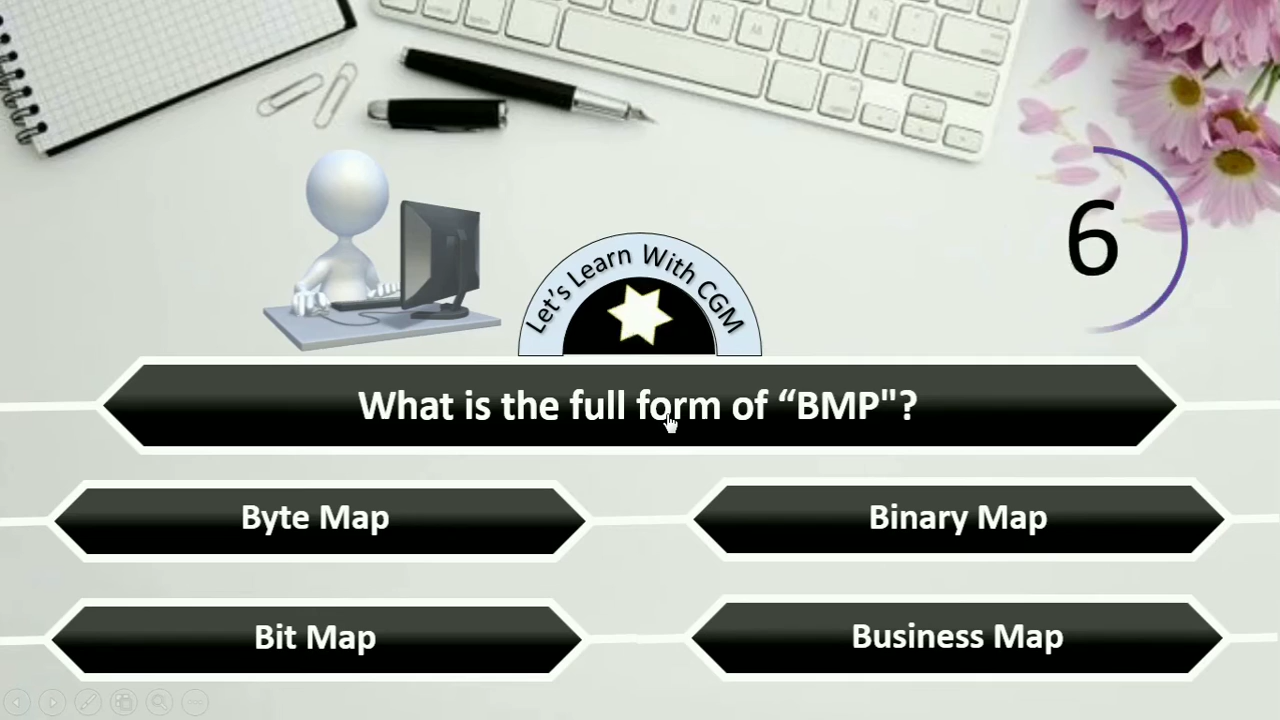 6
Let's Learn With CGM
What is the full form of “BMP"?
Byte Map
Binary Map
Bit Map
Business Map